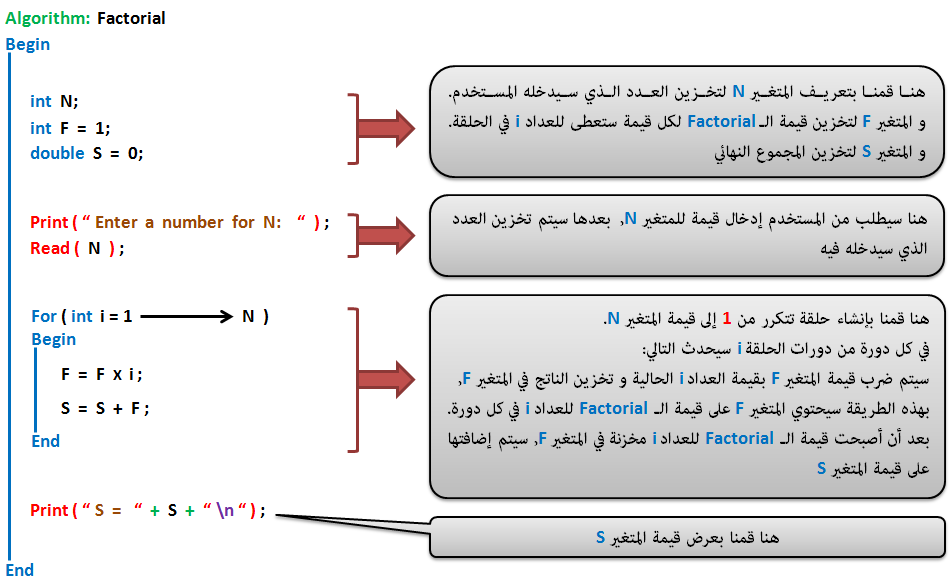 Algorithm: Factorial
Begin
int N;
int F = 1;
double S = 0;
هنا قمنا بتعريف المتغير N لتخزين العدد الذي سيدخله المستخدم.
و المتغير F لتخزين قيمة الـ Factorial لكل قيمة ستعطى للعداد i في الحلقة.
و المتغير S لتخزين المجموع النهائي
Print ( “ Enter a number for N: “ ) ;
Read ( N ) ;
هنا سيطلب من المستخدم إدخال قيمة للمتغير N, بعدها سيتم تخزين العدد
الذي سيدخله فيه
For ( int i = 1 ⟶ N )
Begin
F = F x i ;
S = S + F ;
End
هنا قمنا بإنشاء حلقة تتكرر من 1 إلى قيمة المتغير N.
في كل دورة من دورات الحلقة i سيحدث التالي:
سيتم ضرب قيمة المتغير F بقيمة العداد i الحالية و تخزين الناتج في المتغير F,
بهذه الطريقة سيحتوي المتغير F على قيمة الـ Factorial للعداد i في كل دورة.
بعد أن أصبحت قيمة الـ Factorial للعداد i مخزنة في المتغير F, سيتم إضافتها
على قيمة المتغير S
Print ( “ S = “ + S + “ \n “ ) ;
هنا قمنا بعرض قيمة المتغير S
End